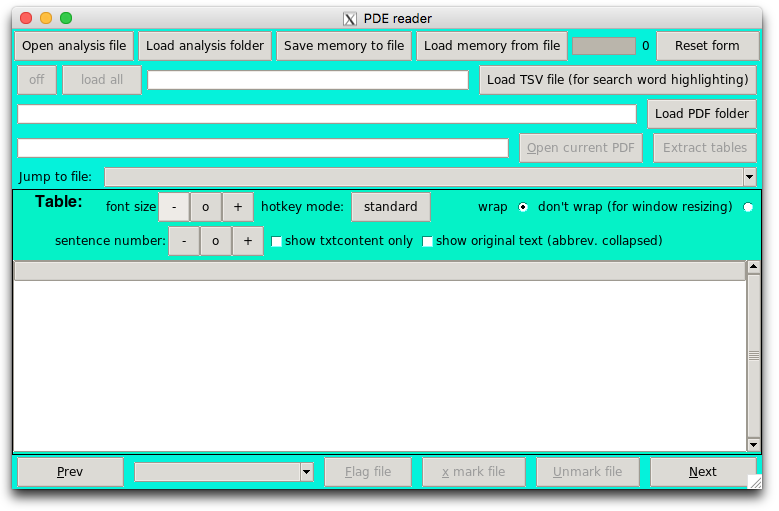 PDE reader
Open analysis file Load analysis folder Save memory to file Load memory from file 0 Reset form
off load all Load TSV file (for search word highlighting)
Load PDF folder
Open current PDF Extract tables
Jump to file:
Table: font size - o + hotkey mode: standard wrap don't wrap (for window resizing)
sentence number: - o + show txtcontent only show original text (abbrev. collapsed)
Prev Flag file x mark file Unmark file Next